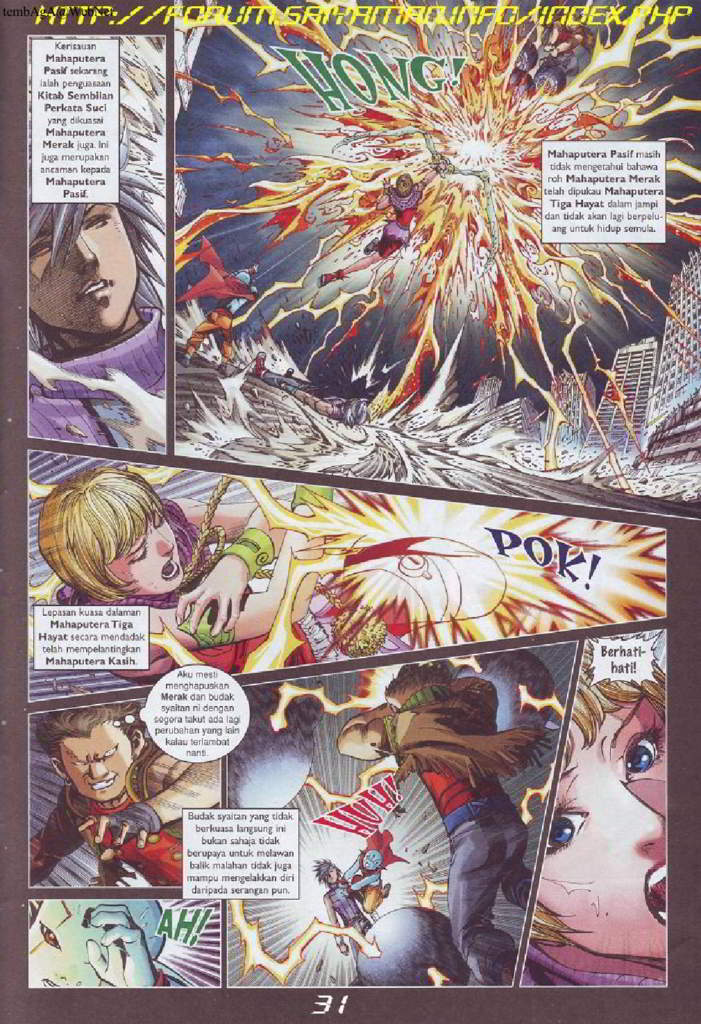 tembAgA@WebNet
://FORUM.GAMAMAD.INFO/INDEX.PHP
Kerisauan
Mahaputera
Pasif sekarang
ialah penguasaan
Kitab Sembilan
Perkata Suci
yang dikuasai
Mahaputera
Merak juga. Ini
juga merupakan
ancaman kepada
Mahaputera
Pasif.
HONG!
Mahaputera Pasif masih
tidak mengetahui bahawa
roh Mahaputera Merak
telah dipukau Mahaputera
Tiga Hayat dalam jampi
dan tidak akan lagi berpelu-
ang untuk hidup semula.
POK!
Lepasan kuasa dalaman
Mahaputera Tiga
Hayat secara mendadak
telah mempelantingkan
Mahaputera Kasih.
Berhati-
hati!
Aku mesti
menghapuskan
Merak dan budak
syaitan ni dengan
segera takut ada lagi
perubahan yang lain
kalau terlambat
nanti.
HUH!
Budak syaitan yang tidak
berkuasa langsung ini
bukan sahaja tidak
berupaya untuk melawan
balik malahan tidak juga
mampu mengelakkan diri
daripada serangan pun.
AH!
31